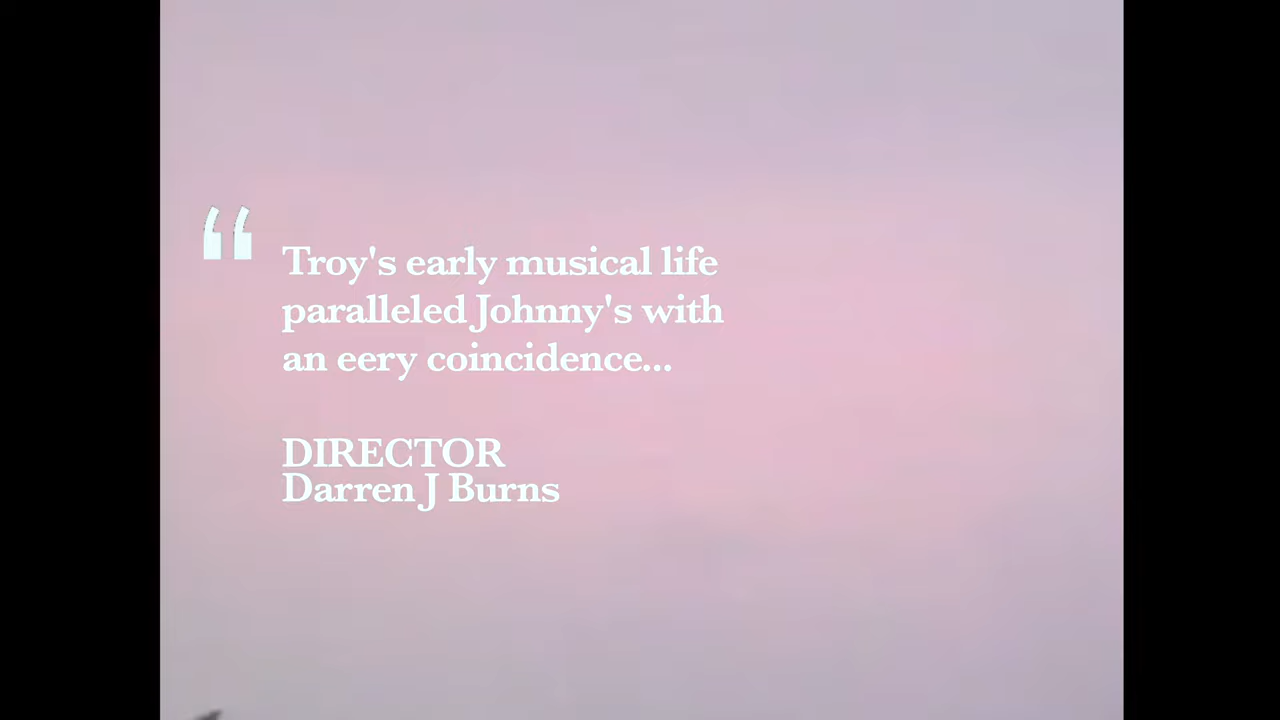 “
Troy's early musical life
paralleled Johnny's with
an eery coincidence...
DIRECTOR
Darren J Burns